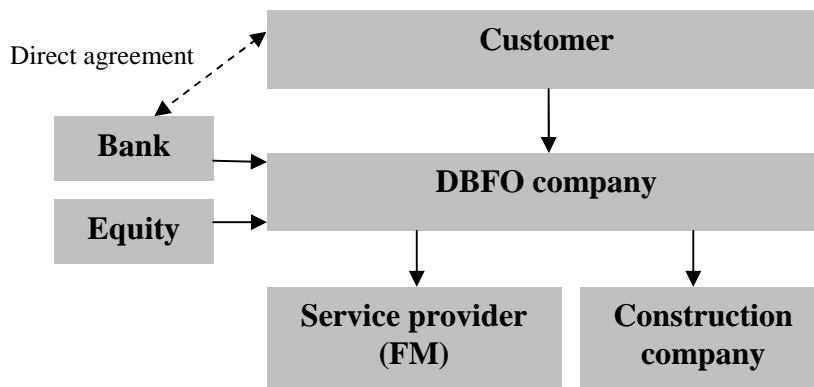 Customer
Direct agreement
Bank
DBFO company
Equity
Service provider
(FM)
Construction
company